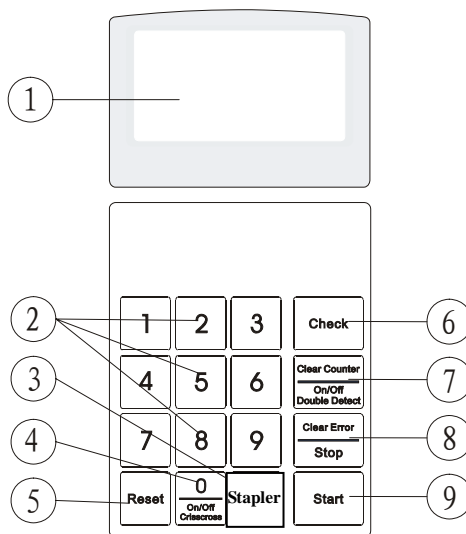 1
2 1 2 3 Check 6
3 4 5 6 Clear Counter
On/Off
Double Detect 7
4 7 8 9 Clear Error
Stop 8
5 Reset 0
On/Off
Crisscross Stapler Start 9